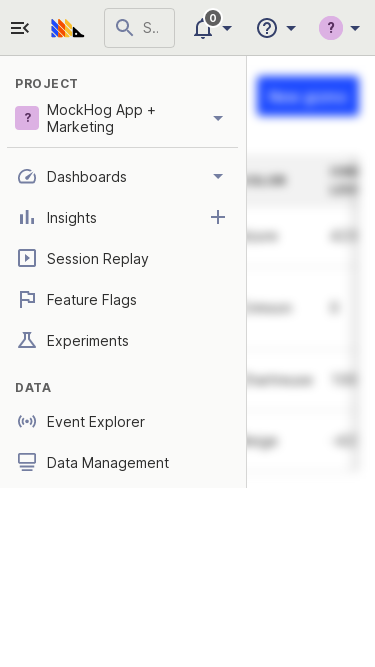 S..
0
?
PROJECT
? MockHog App +
Marketing
Dashboards
Insights
Session Replay
Feature Flags
Experiments
DATA
Event Explorer
Data Management